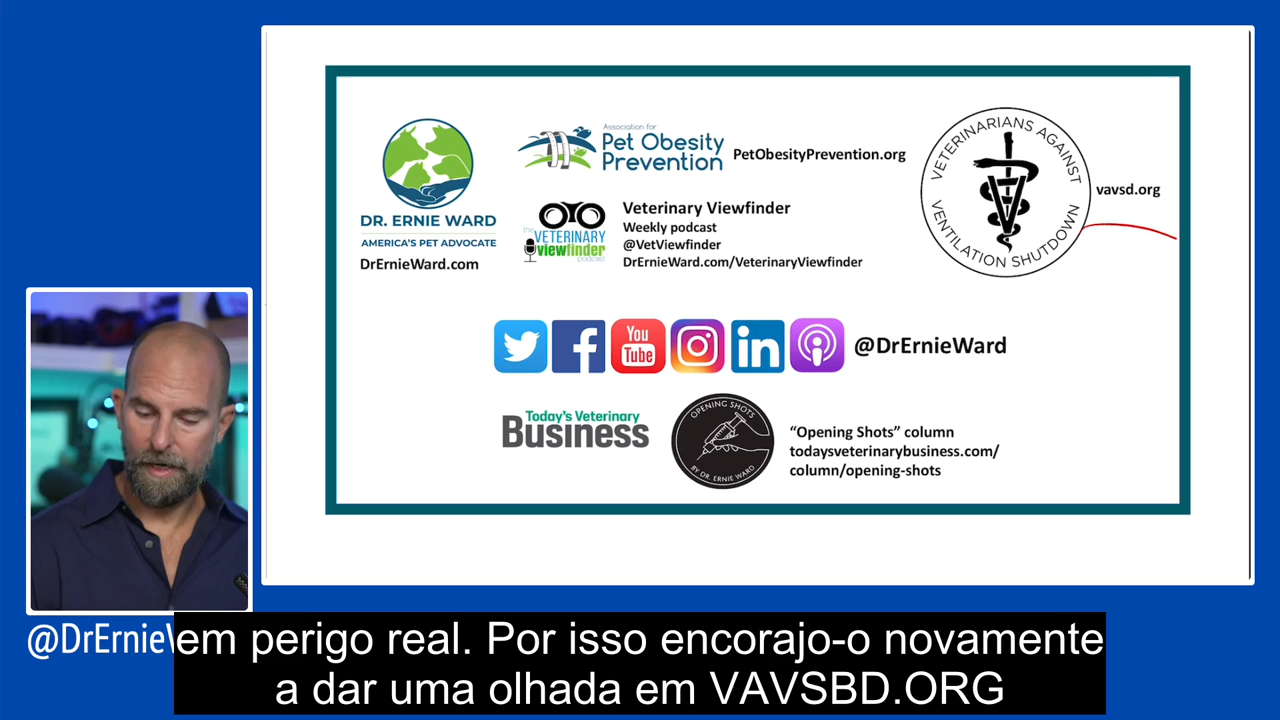 DR. ERNIE WARD
AMERICA'S PET ADVOCATE
DrErnieWard.com
Association for
Pet Obesity
Prevention
PetObesityPrevention.org
the
VETERINARY
viewfinder
podcast
Veterinary Viewfinder
Weekly podcast
@VetViewfinder
DrErnieWard.com/VeterinaryViewfinder
VETERINARIANS AGAINST
VENTILATION SHUTDOWN
V
vavsd.org
f
You
Tube
in
@DrErnieWard
Today's Veterinary
Business
OPENING SHOTS
BY DR. ERNIE WARD
“Opening Shots” column
todaysveterinarybusiness.com/
column/opening-shots
@DrErnie
em perigo real. Por isso encorajo-o novamente
a dar uma olhada em VAVSBD.ORG